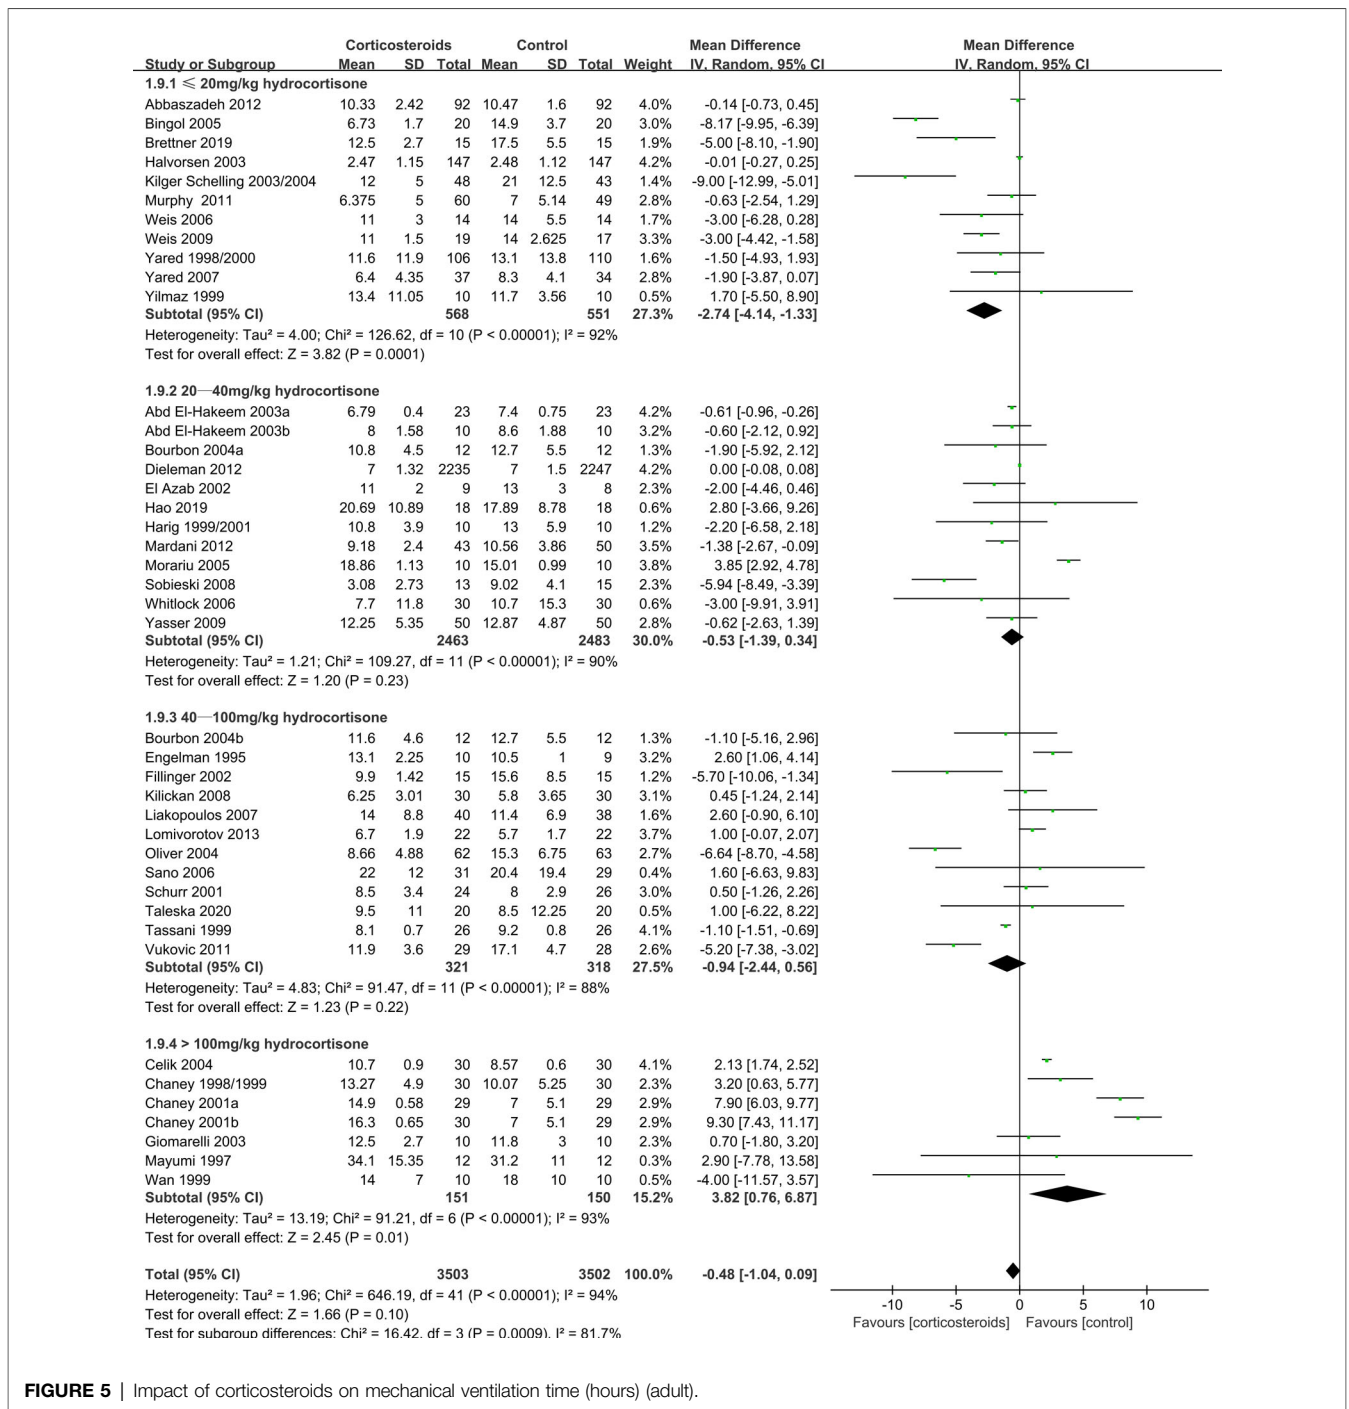 Corticosteroids Control Mean Difference Mean Difference
Study or Subgroup Mean SD Total Mean SD Total Weight IV, Random, 95% CI IV, Random, 95% CI
1.9.1 ⩽ 20mg/kg hydrocortisone
Abbaszadeh 2012 10.33 2.42 92 10.47 1.6 92 4.0% -0.14 [-0.73, 0.45]
Bingol 2005 6.73 1.7 20 14.9 3.7 20 3.0% -8.17 [-9.95, -6.39]
Brettner 2019 12.5 2.7 15 17.5 5.5 15 1.9% -5.00 [-8.10, -1.90]
Halvorsen 2003 2.47 1.15 147 2.48 1.12 147 4.2% -0.01 [-0.27, 0.25]
Kilger Schelling 2003/2004 12 5 48 21 12.5 43 1.4% -9.00 [-12.99, -5.01]
Murphy 2011 6.375 5 60 7 5.14 49 2.8% -0.63 [-2.54, 1.29]
Weis 2006 11 3 14 14 5.5 14 1.7% -3.00 [-6.28, 0.28]
Weis 2009 11 1.5 19 14 2.625 17 3.3% -3.00 [-4.42, -1.58]
Yared 1998/2000 11.6 11.9 106 13.1 13.8 110 1.6% -1.50 [-4.93, 1.93]
Yared 2007 6.4 4.35 37 8.3 4.1 34 2.8% -1.90 [-3.87, 0.07]
Yilmaz 1999 13.4 11.05 10 11.7 3.56 10 0.5% 1.70 [-5.50, 8.90]
Subtotal (95% CI) 568 551 27.3% -2.74 [-4.14, -1.33]
Heterogeneity: Tau² = 4.00; Chi² = 126.62, df = 10 (P < 0.00001); I² = 92%
Test for overall effect: Z = 3.82 (P = 0.0001)
1.9.2 20—40mg/kg hydrocortisone
Abd El-Hakeem 2003a 6.79 0.4 23 7.4 0.75 23 4.2% -0.61 [-0.96, -0.26]
Abd El-Hakeem 2003b 8 1.58 10 8.6 1.88 10 3.2% -0.60 [-2.12, 0.92]
Bourbon 2004a 10.8 4.5 12 12.7 5.5 12 1.3% -1.90 [-5.92, 2.12]
Dieleman 2012 7 1.32 2235 7 1.5 2247 4.2% 0.00 [-0.08, 0.08]
El Azab 2002 11 2 9 13 3 8 2.3% -2.00 [-4.46, 0.46]
Hao 2019 20.69 10.89 18 17.89 8.78 18 0.6% 2.80 [-3.66, 9.26]
Harig 1999/2001 10.8 3.9 10 13 5.9 10 1.2% -2.20 [-6.58, 2.18]
Mardani 2012 9.18 2.4 43 10.56 3.86 50 3.5% -1.38 [-2.67, -0.09]
Morariu 2005 18.86 1.13 10 15.01 0.99 10 3.8% 3.85 [2.92, 4.78]
Sobieski 2008 3.08 2.73 13 9.02 4.1 15 2.3% -5.94 [-8.49, -3.39]
Whitlock 2006 7.7 11.8 30 10.7 15.3 30 0.6% -3.00 [-9.91, 3.91]
Yasser 2009 12.25 5.35 50 12.87 4.87 50 2.8% -0.62 [-2.63, 1.39]
Subtotal (95% CI) 2463 2483 30.0% -0.53 [-1.39, 0.34]
Heterogeneity: Tau² = 1.21; Chi² = 109.27, df = 11 (P < 0.00001); I² = 90%
Test for overall effect: Z = 1.20 (P = 0.23)
1.9.3 40—100mg/kg hydrocortisone
Bourbon 2004b 11.6 4.6 12 12.7 5.5 12 1.3% -1.10 [-5.16, 2.96]
Engelman 1995 13.1 2.25 10 10.5 1 9 3.2% 2.60 [1.06, 4.14]
Fillinger 2002 9.9 1.42 15 15.6 8.5 15 1.2% -5.70 [-10.06, -1.34]
Kilickan 2008 6.25 3.01 30 5.8 3.65 30 3.1% 0.45 [-1.24, 2.14]
Liakopoulos 2007 14 8.8 40 11.4 6.9 38 1.6% 2.60 [-0.90, 6.10]
Lomivorotov 2013 6.7 1.9 22 5.7 1.7 22 3.7% 1.00 [-0.07, 2.07]
Oliver 2004 8.66 4.88 62 15.3 6.75 63 2.7% -6.64 [-8.70, -4.58]
Sano 2006 22 12 31 20.4 19.4 29 0.4% 1.60 [-6.63, 9.83]
Schurr 2001 8.5 3.4 24 8 2.9 26 3.0% 0.50 [-1.26, 2.26]
Taleska 2020 9.5 11 20 8.5 12.25 20 0.5% 1.00 [-6.22, 8.22]
Tassani 1999 8.1 0.7 26 9.2 0.8 26 4.1% -1.10 [-1.51, -0.69]
Vukovic 2011 11.9 3.6 29 17.1 4.7 28 2.6% -5.20 [-7.38, -3.02]
Subtotal (95% CI) 321 318 27.5% -0.94 [-2.44, 0.56]
Heterogeneity: Tau² = 4.83; Chi² = 91.47, df = 11 (P < 0.00001); I² = 88%
Test for overall effect: Z = 1.23 (P = 0.22)
1.9.4 > 100mg/kg hydrocortisone
Celik 2004 10.7 0.9 30 8.57 0.6 30 4.1% 2.13 [1.74, 2.52]
Chaney 1998/1999 13.27 4.9 30 10.07 5.25 30 2.3% 3.20 [0.63, 5.77]
Chaney 2001a 14.9 0.58 29 7 5.1 29 2.9% 7.90 [6.03, 9.77]
Chaney 2001b 16.3 0.65 30 7 5.1 29 2.9% 9.30 [7.43, 11.17]
Giomarelli 2003 12.5 2.7 10 11.8 3 10 2.3% 0.70 [-1.80, 3.20]
Mayumi 1997 34.1 15.35 12 31.2 11 12 0.3% 2.90 [-7.78, 13.58]
Wan 1999 14 7 10 18 10 10 0.5% -4.00 [-11.57, 3.57]
Subtotal (95% CI) 151 150 15.2% 3.82 [0.76, 6.87]
Heterogeneity: Tau² = 13.19; Chi² = 91.21, df = 6 (P < 0.00001); I² = 93%
Test for overall effect: Z = 2.45 (P = 0.01)
Total (95% CI) 3503 3502 100.0% -0.48 [-1.04, 0.09]
Heterogeneity: Tau² = 1.96; Chi² = 646.19, df = 41 (P < 0.00001); I² = 94%
Test for overall effect: Z = 1.66 (P = 0.10)
Test for subgroup differences: Chi² = 16.42, df = 3 (P = 0.0009), I² = 81.7%
-10 -5 0 5 10
Favours [corticosteroids] Favours [control]
FIGURE 5 | Impact of corticosteroids on mechanical ventilation time (hours) (adult).